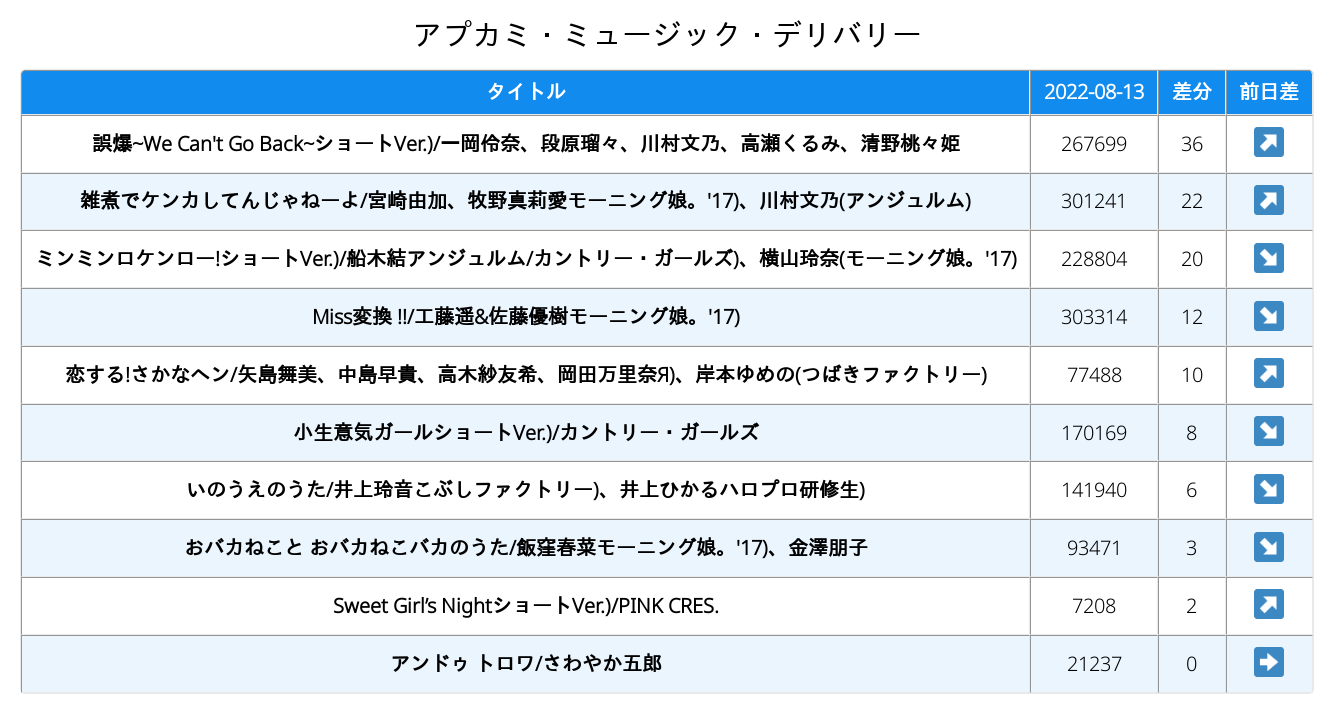 アプカミ・ミュージック・デリバリー
タイトル 2022-08-13 差分 前日差
誤爆~We Can't Go Back~ショートVer.)/一岡伶奈、段原瑠々、川村文乃、高瀬くるみ、清野桃々姫 267699 36
雑煮でケンカしてんじゃねーよ/宮崎由加、牧野真莉愛モーニング娘。'17)、川村文乃(アンジュルム) 301241 22
ミンミンロケンロー!ショートVer.)/船木結アンジュルム/カントリー・ガールズ)、横山玲奈(モーニング娘。'17) 228804 20
Miss変換 !!/工藤遥&佐藤優樹モーニング娘。'17) 303314 12
恋する!さかなヘン/矢島舞美、中島早貴、高木紗友希、岡田万里奈Я)、岸本ゆめの(つばきファクトリー) 77488 10
小生意気ガールショートVer.)/カントリー・ガールズ 170169 8
いのうえのうた/井上玲音こぶしファクトリー)、井上ひかるハロプロ研修生) 141940 6
おバカねこと おバカねこバカのうた/飯窪春菜モーニング娘。'17)、金澤朋子 93471 3
Sweet Girl’s NightショートVer.)/PINK CRES. 7208 2
アンドゥ トロワ/さわやか五郎 21237 0